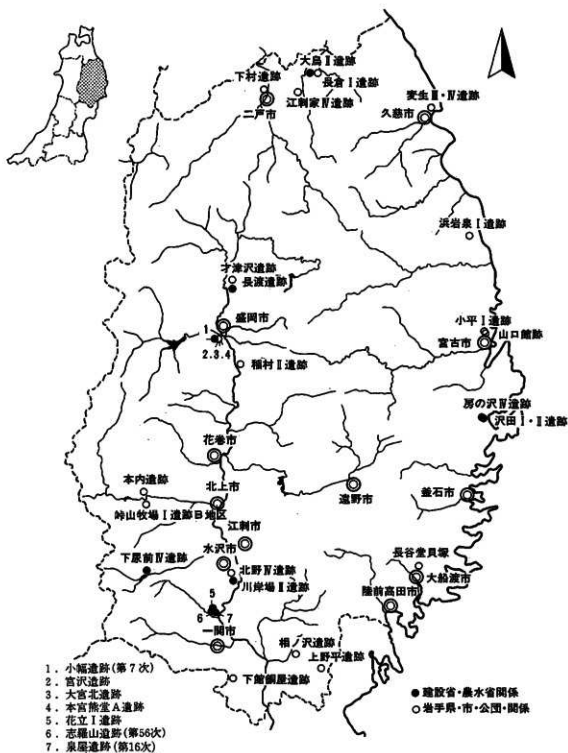 大鳥Ⅱ遺跡
下村遺跡
長倉Ⅰ遺跡
江刺家Ⅳ遺跡
二戸市
久慈市
浜岩泉Ⅰ遺跡
才津沢遺跡
長渡遺跡
盛岡市
1
2.3.4
小平Ⅰ遺跡
山口館跡
宮古市
稲村Ⅱ遺跡
房の沢Ⅳ遺跡
沢田Ⅰ・Ⅱ遺跡
花巻市
本内遺跡
北上市
遠野市
釜石市
峠山牧場Ⅰ遺跡B地区
江刺市
水沢市
下尿前Ⅳ遺跡
北野Ⅳ遺跡
川岸場Ⅱ遺跡
長谷堂貝塚
大船渡市
陸前高田市
5
6 7
一関市
相ノ沢遺跡
上野平遺跡
下館銅屋遺跡
1．小幅遺跡(第7次)
2．宮沢遺跡
3．大宮北遺跡
4．本宮熊堂A遺跡
5．花立Ⅰ遺跡
6．志羅山遺跡(第56次)
7．泉屋遺跡(第16次)
●建設省・農水省関係
○岩手県・市・公団・関係